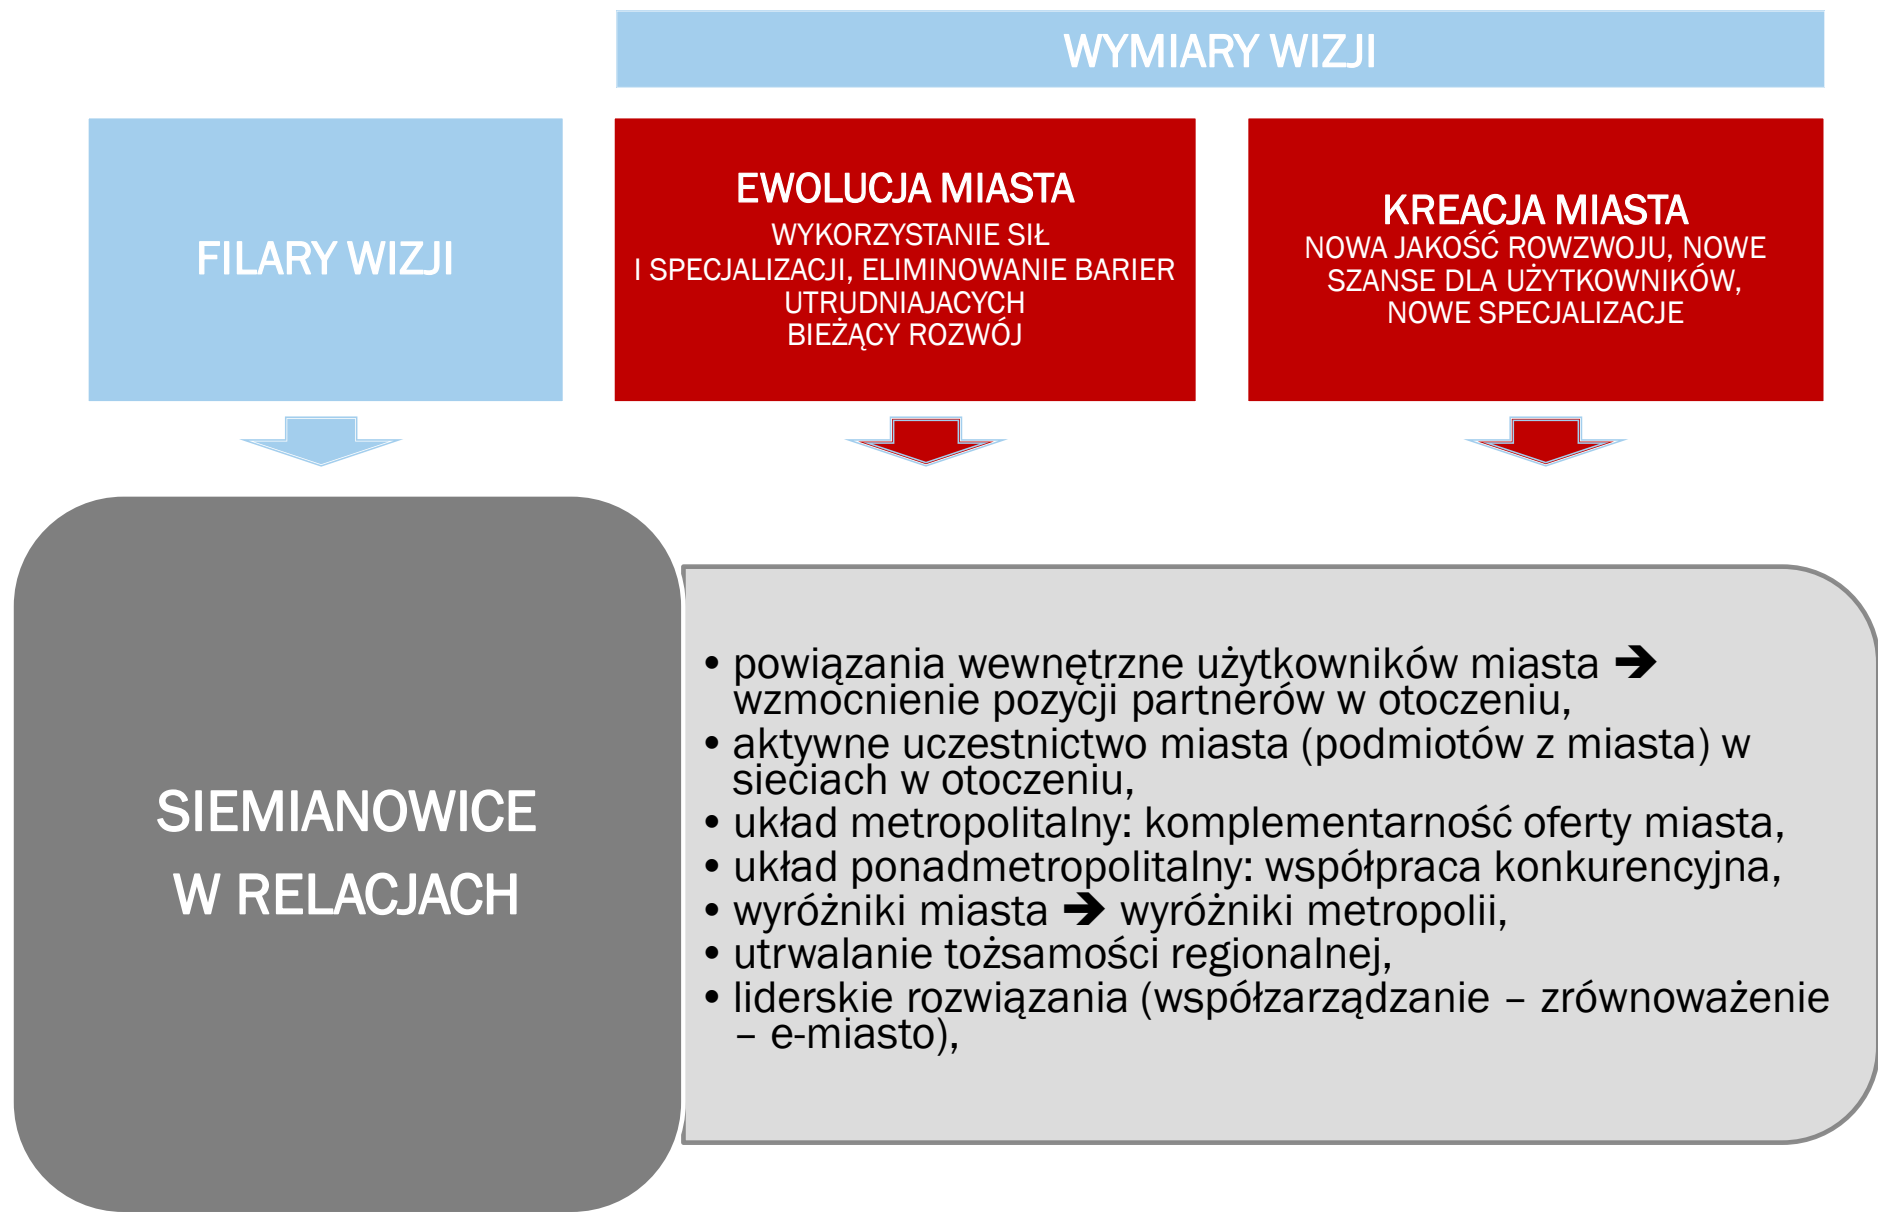 WYMIARY WIZJI
FILARY WIZJI
EWOLUCJA MIASTA
WYKORZYSTANIE SIŁ
I SPECJALIZACJI, ELIMINOWANIE BARIER
UTRUDNIAJACYCH
BIEŻĄCY ROZWÓJ
KREACJA MIASTA
NOWA JAKOŚĆ ROWZWOJU, NOWE
SZANSE DLA UŻYTKOWNIKÓW,
NOWE SPECJALIZACJE
SIEMIANOWICE
W RELACJACH
• powiązania wewnętrzne użytkowników miasta ➔
wzmocnienie pozycji partnerów w otoczeniu,
• aktywne uczestnictwo miasta (podmiotów z miasta) w
sieciach w otoczeniu,
• układ metropolitalny: komplementarność oferty miasta,
• układ ponadmetropolitalny: współpraca konkurencyjna,
• wyróżniki miasta ➔ wyróżniki metropolii,
• utrwalanie tożsamości regionalnej,
• liderskie rozwiązania (współzarządzanie – zrównoważenie
– e-miasto),